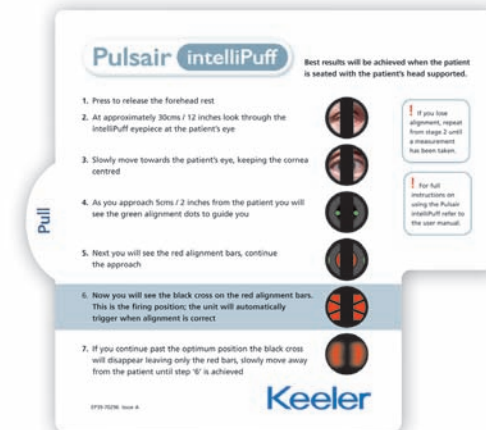 Pulsair intelliPuff
Best results will be achieved when the patient
is seated with the patient's head supported.
1. Press to release the forehead rest
2. At approximately 30cms / 12 inches look through the
intelliPuff eyepiece at the patient's eye
3. Slowly move towards the patient's eye, keeping the cornea
centred
4. As you approach 5cms / 2 inches from the patient you will
see the green alignment dots to guide you
5. Next you will see the red alignment bars, continue
the approach
6. Now you will see the black cross on the red alignment bars.
This is the firing position; the unit will automatically
trigger when alignment is correct
7. If you continue past the optimum position the black cross
will disappear leaving only the red bars, slowly move away
from the patient until step '6' is achieved
! If you lose
alignment, repeat
from stage 2 until
a measurement
has been taken.
! For full
instructions on
using the Pulsair
intelliPuff refer to
the user manual.
Pull
EP59-70298 Issue A
Keeler